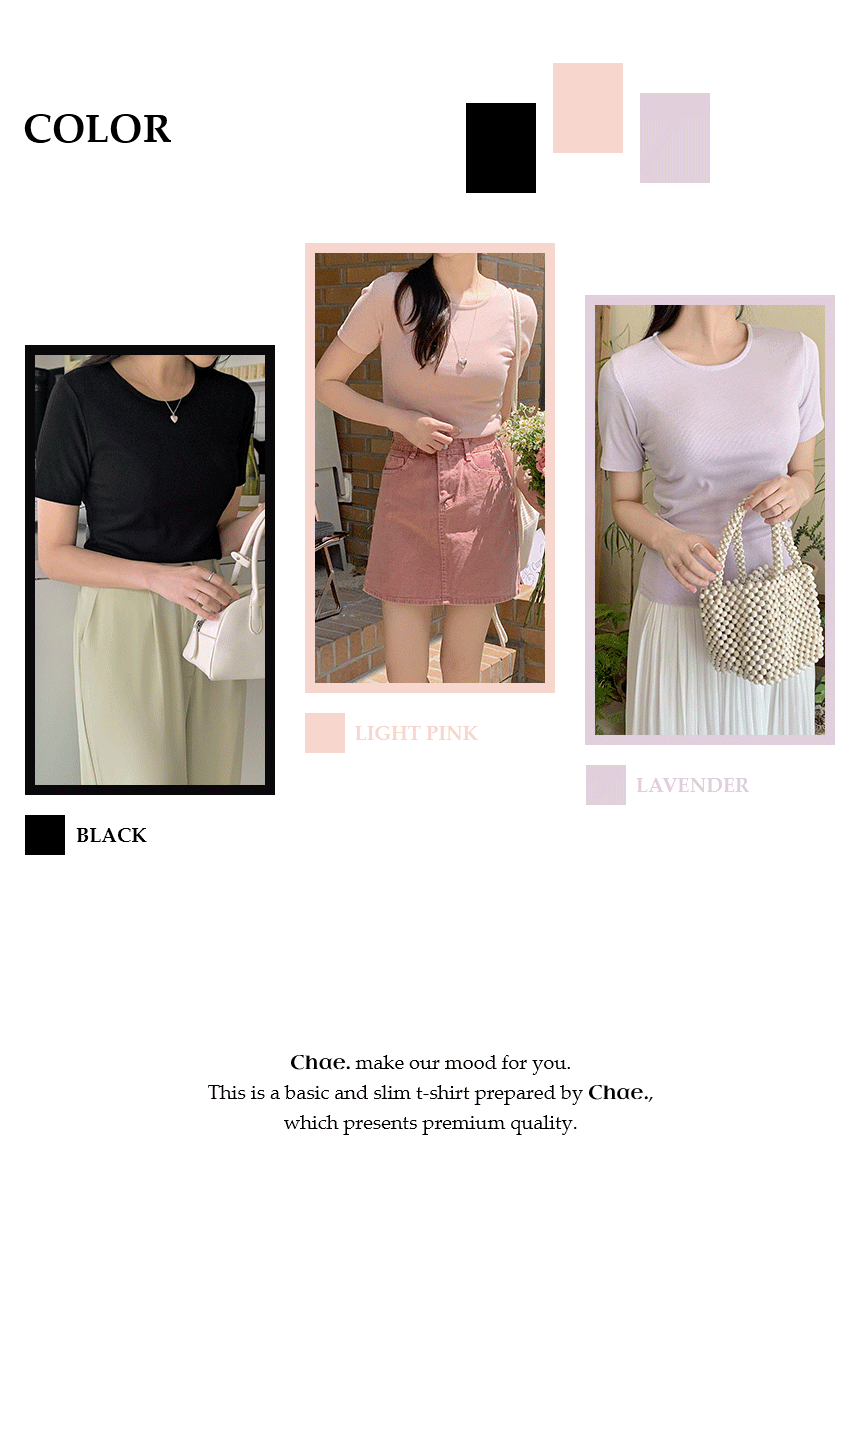 COLOR
LIGHT PINK
LAVENDER
BLACK
Chae. make our mood for you.
This is a basic and slim t-shirt prepared by Chae.,
which presents premium quality.